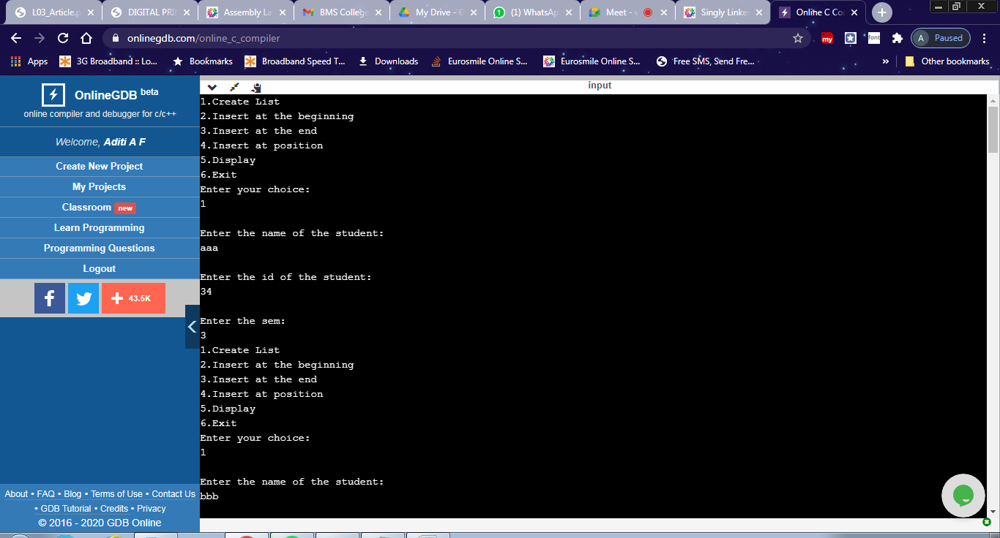 L03_Article.p
DIGITAL PRI
Assembly La
BMS College
My Drive - G
(1) WhatsAp
Meet -
Singly Linke
Online C Co
onlinegdb.com/online_c_compiler
my
font
A Paused
Apps
3G Broadband :: Lo...
Bookmarks
Broadband Speed T...
Downloads
Eurosmile Online S...
Eurosmile Online S...
Free SMS, Send Fre...
»
Other bookmarks
OnlineGDB beta
online compiler and debugger for c/c++
Welcome, Aditi A F
Create New Project
My Projects
Classroom new
Learn Programming
Programming Questions
Logout
43.5K
About • FAQ • Blog • Terms of Use • Contact Us
• GDB Tutorial • Credits • Privacy
© 2016 - 2020 GDB Online
input
1.Create List
2.Insert at the beginning
3.Insert at the end
4.Insert at position
5.Display
6.Exit
Enter your choice:
1
Enter the name of the student:
aaa
Enter the id of the student:
34
Enter the sem:
3
1.Create List
2.Insert at the beginning
3.Insert at the end
4.Insert at position
5.Display
6.Exit
Enter your choice:
1
Enter the name of the student:
bbb